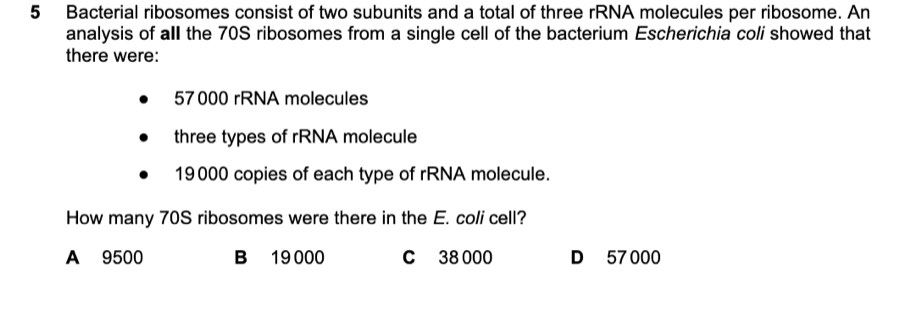 5 Bacterial ribosomes consist of two subunits and a total of three rRNA molecules per ribosome. An
analysis of all the 70S ribosomes from a single cell of the bacterium Escherichia coli showed that
there were:
• 57 000 rRNA molecules
• three types of rRNA molecule
• 19 000 copies of each type of rRNA molecule.
How many 70S ribosomes were there in the E. coli cell?
A 9500 B 19 000 C 38 000 D 57 000